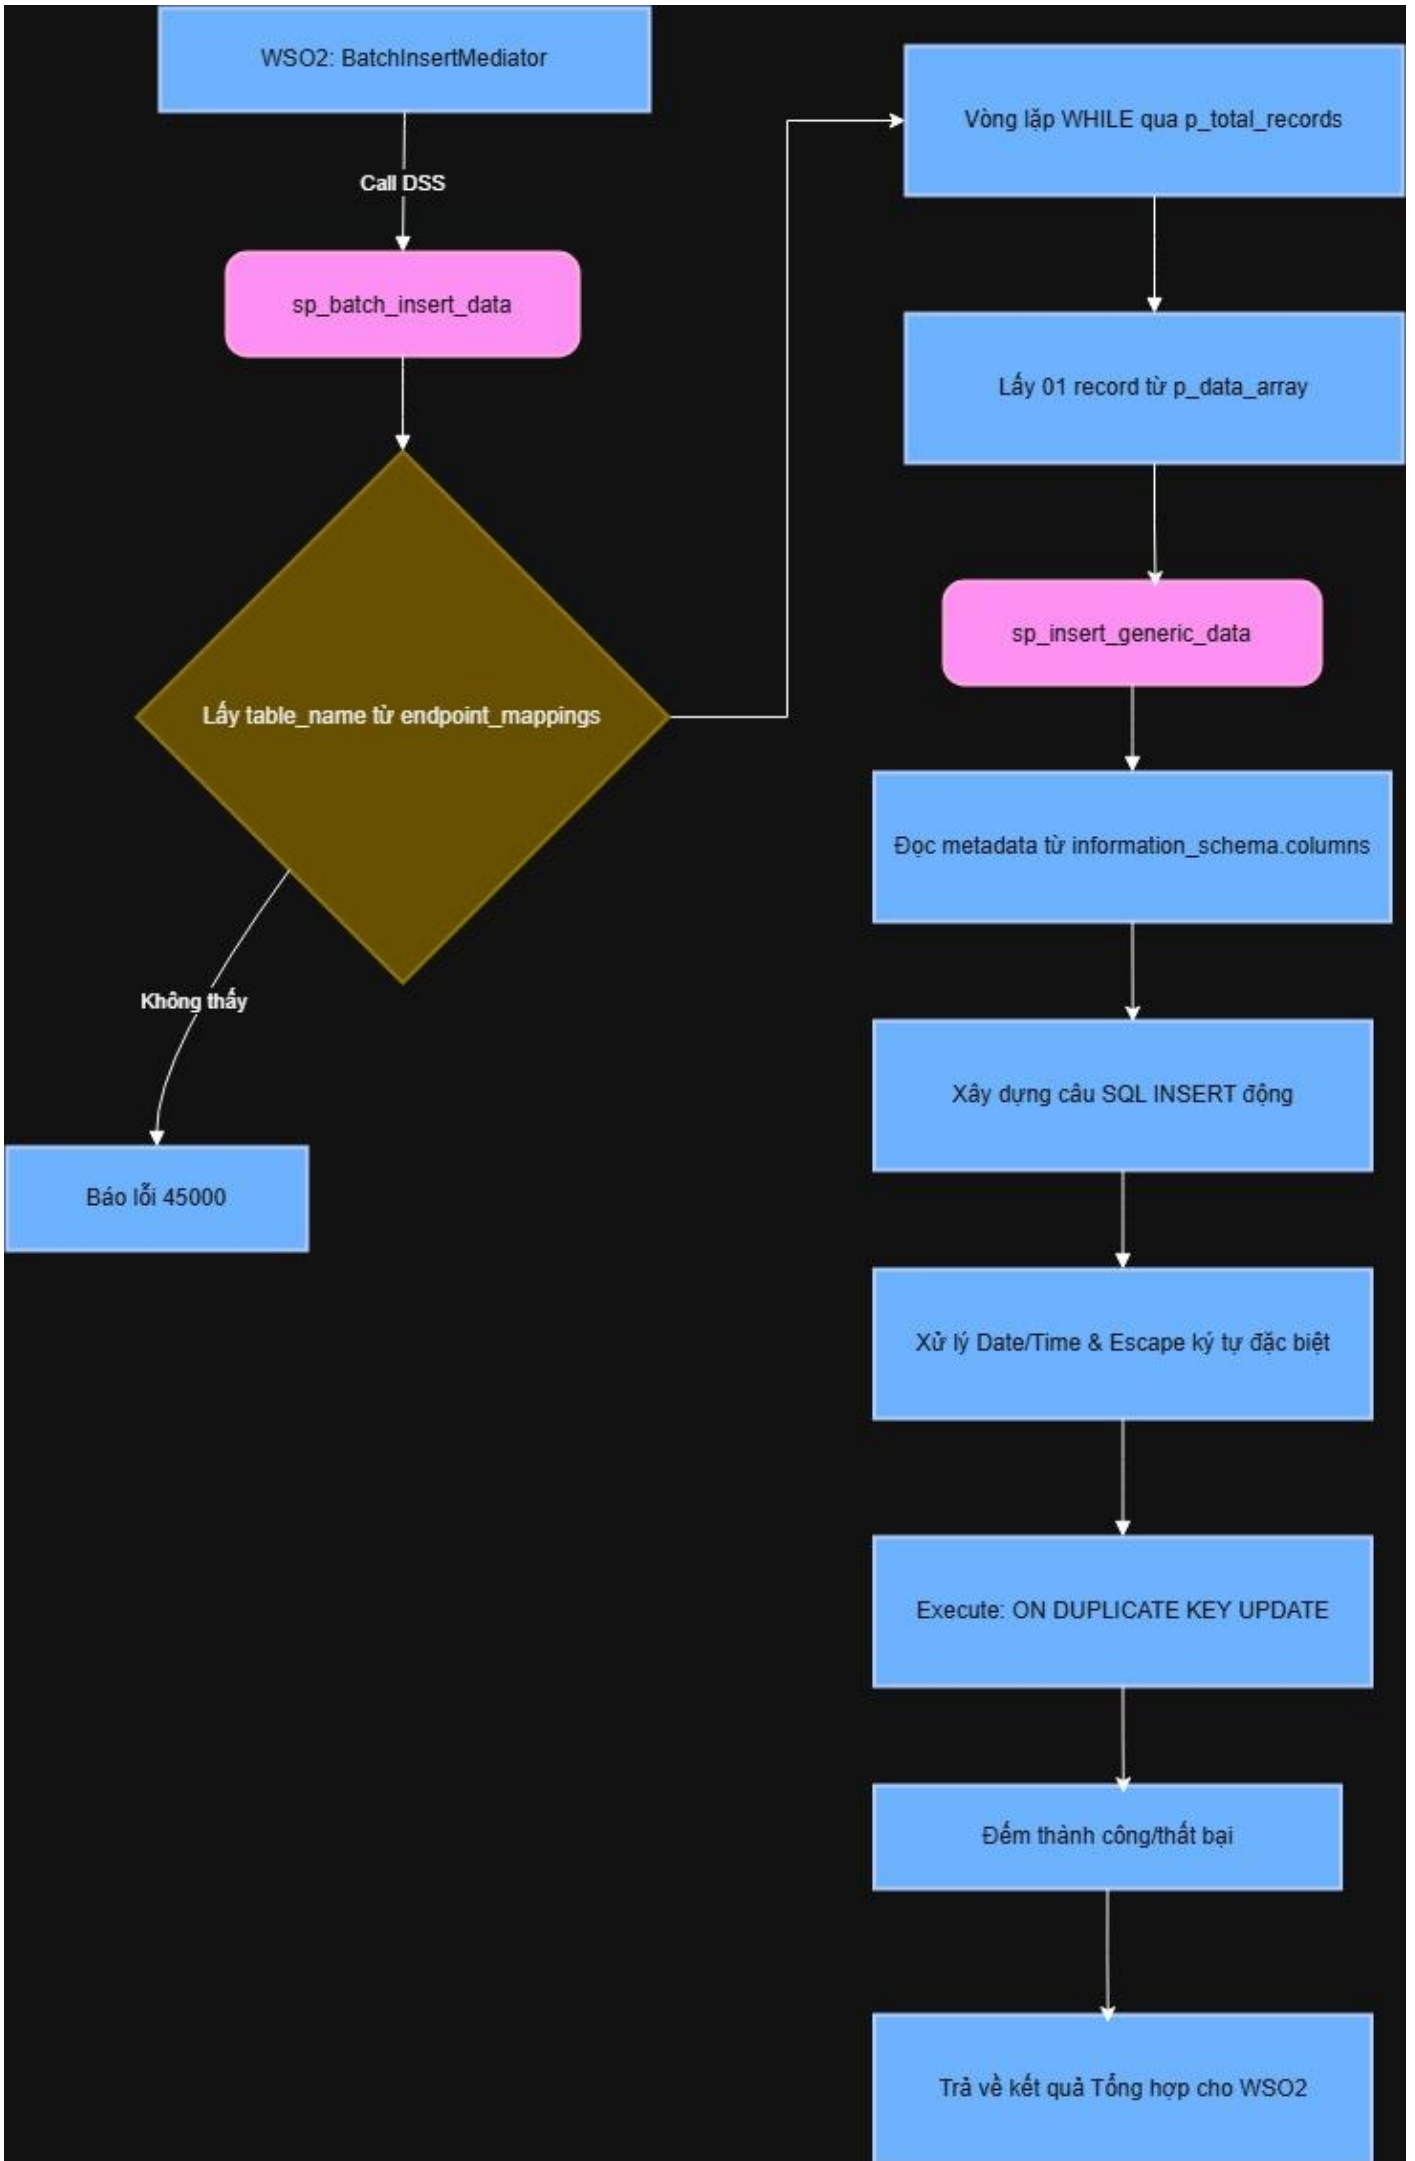 WSO2: BatchInsertMediator
Call DSS
sp_batch_insert_data
Lấy table_name từ endpoint_mappings
Không thấy
Báo lỗi 45000
Vòng lặp WHILE qua p_total_records
Lấy 01 record từ p_data_array
sp_insert_generic_data
Đọc metadata từ information_schema.columns
Xây dựng câu SQL INSERT động
Xử lý Date/Time & Escape ký tự đặc biệt
Execute: ON DUPLICATE KEY UPDATE
Đếm thành công/thất bại
Trả về kết quả Tổng hợp cho WSO2